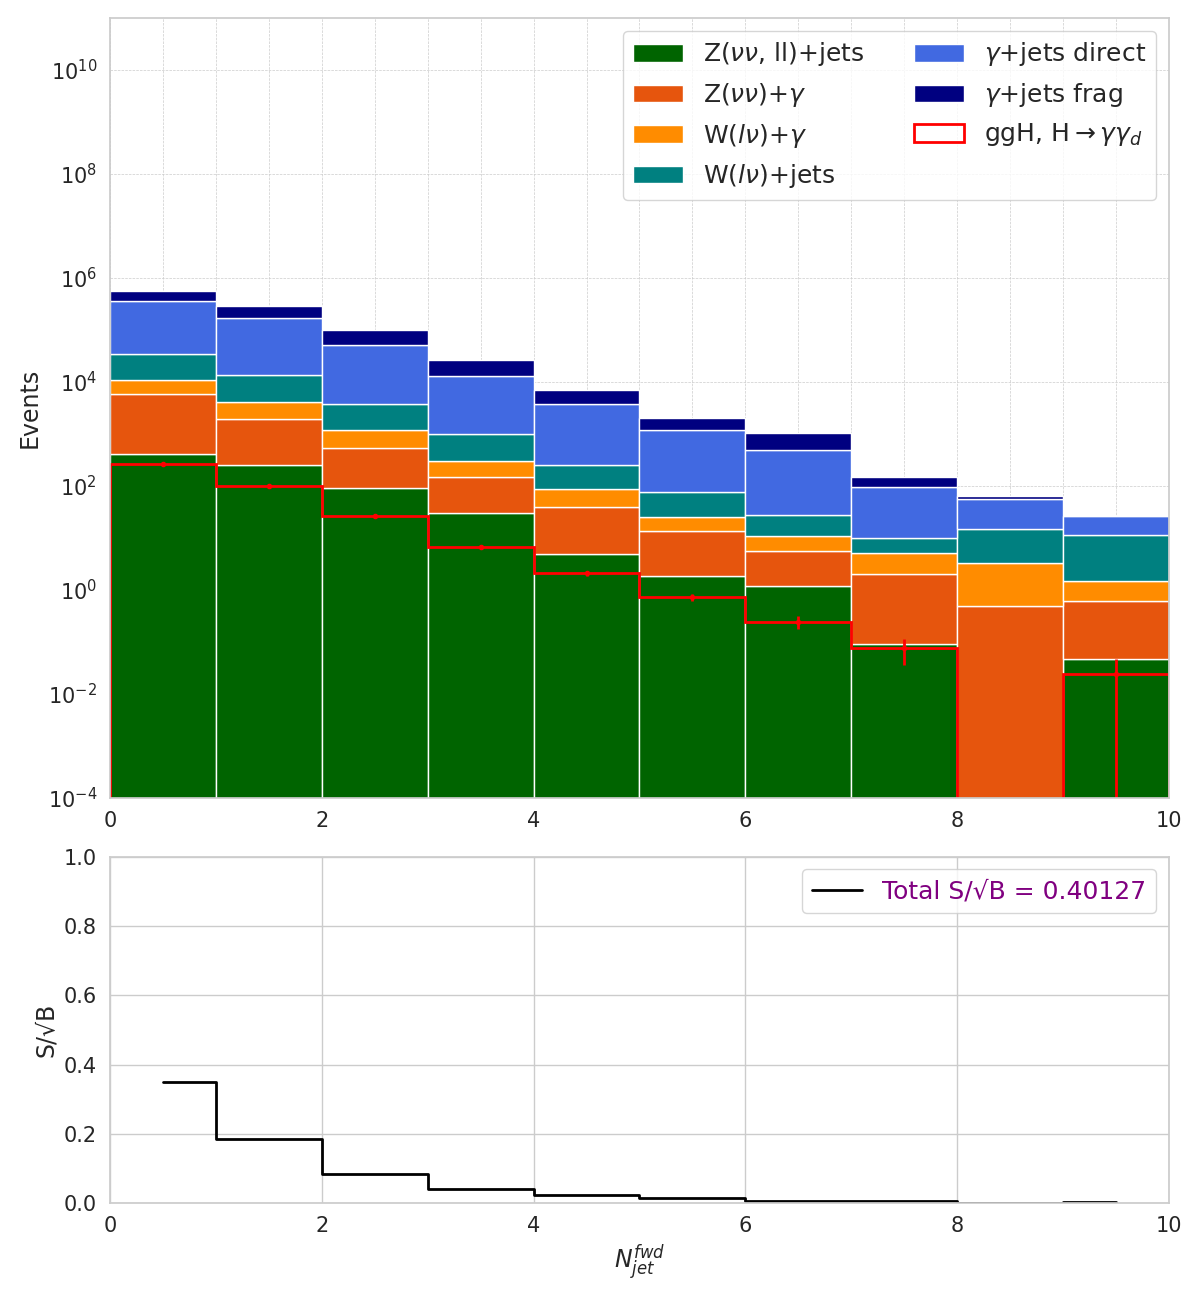 Z(νν, ll)+jets
Z(νν)+γ
W(lν)+γ
W(lν)+jets
γ+jets direct
γ+jets frag
ggH, H→γγ_d
Events
10^10
10^8
10^6
10^4
10^2
10^0
10^−2
10^−4
0 2 4 6 8 10
Total S/√B = 0.40127
S/√B
1.0
0.8
0.6
0.4
0.2
0.0
0 2 4 6 8 10
N_jet^fwd